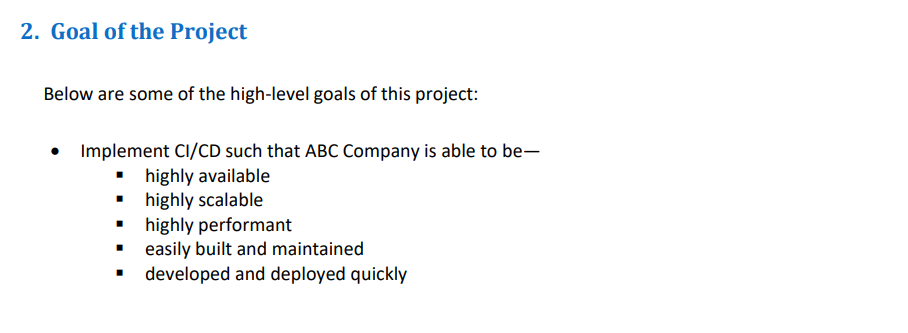 2. Goal of the Project
Below are some of the high-level goals of this project:
• Implement CI/CD such that ABC Company is able to be—
▪ highly available
▪ highly scalable
▪ highly performant
▪ easily built and maintained
▪ developed and deployed quickly